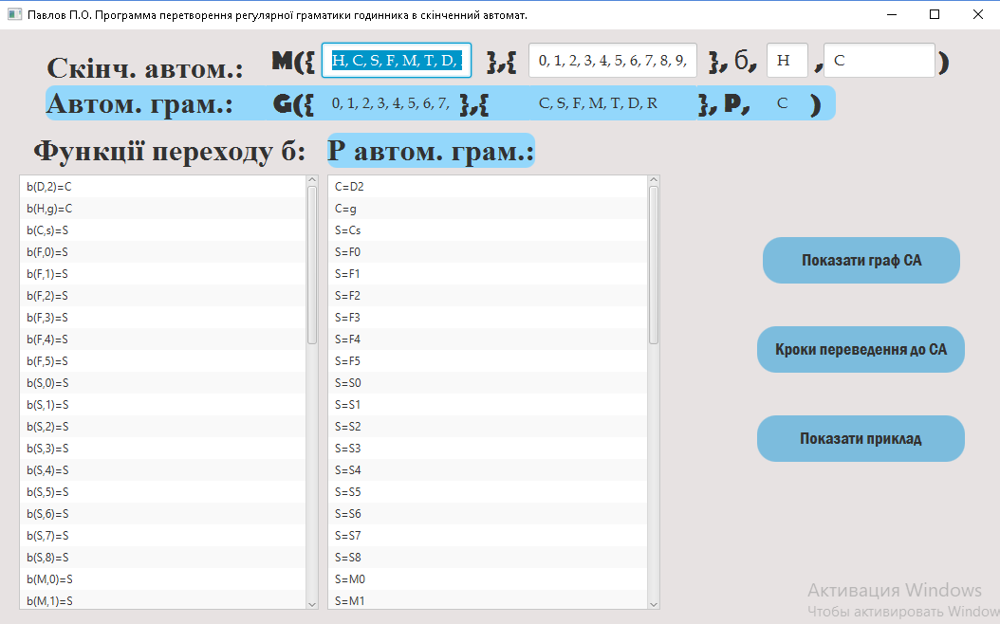 Павлов П.О. Программа перетворення регулярної граматики годинника в скінченний автомат.
Скінч. автом.: M({ H, C, S, F, M, T, D, },{ 0, 1, 2, 3, 4, 5, 6, 7, 8, 9, }, б, H , C )
Автом. грам.: G({ 0, 1, 2, 3, 4, 5, 6, 7, },{ C, S, F, M, T, D, R }, P, C )
Функції переходу б: P автом. грам.:
b(D,2)=C C=D2
b(H,g)=C C=g
b(C,s)=S S=Cs
b(F,0)=S S=F0
b(F,1)=S S=F1
b(F,2)=S S=F2
b(F,3)=S S=F3
b(F,4)=S S=F4
b(F,5)=S S=F5
b(S,0)=S S=S0
b(S,1)=S S=S1
b(S,2)=S S=S2
b(S,3)=S S=S3
b(S,4)=S S=S4
b(S,5)=S S=S5
b(S,6)=S S=S6
b(S,7)=S S=S7
b(S,8)=S S=S8
b(M,0)=S S=M0
b(M,1)=S S=M1
Показати граф СА
Кроки переведення до СА
Показати приклад
Активация Windows
Чтобы активировать Window